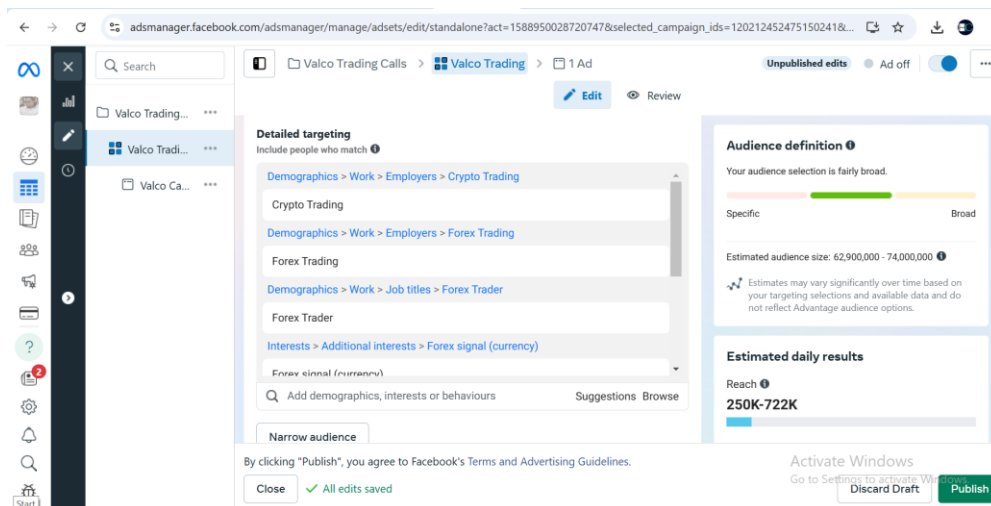 adsmanager.facebook.com/adsmanager/manage/adsets/edit/standalone?act=1588950028720747&selected_campaign_ids=120212452475150241&...
Search
Valco Trading Calls > Valco Trading > 1 Ad
Unpublished edits
Ad off
Edit
Review
Valco Trading...
Valco Tradi...
Valco Ca...
2
Start
Detailed targeting
Include people who match
Demographics > Work > Employers > Crypto Trading
Crypto Trading
Demographics > Work > Employers > Forex Trading
Forex Trading
Demographics > Work > Job titles > Forex Trader
Forex Trader
Interests > Additional interests > Forex signal (currency)
Forex signal (currency)
Add demographics, interests or behaviours
Suggestions Browse
Narrow audience
Audience definition
Your audience selection is fairly broad.
Specific
Broad
Estimated audience size: 62,900,000 - 74,000,000
Estimates may vary significantly over time based on
your targeting selections and available data and do
not reflect Advantage audience options.
Estimated daily results
Reach
250K-722K
By clicking "Publish", you agree to Facebook's Terms and Advertising Guidelines.
Close
All edits saved
Activate Windows
Go to Settings to activate Windows.
Discard Draft
Publish